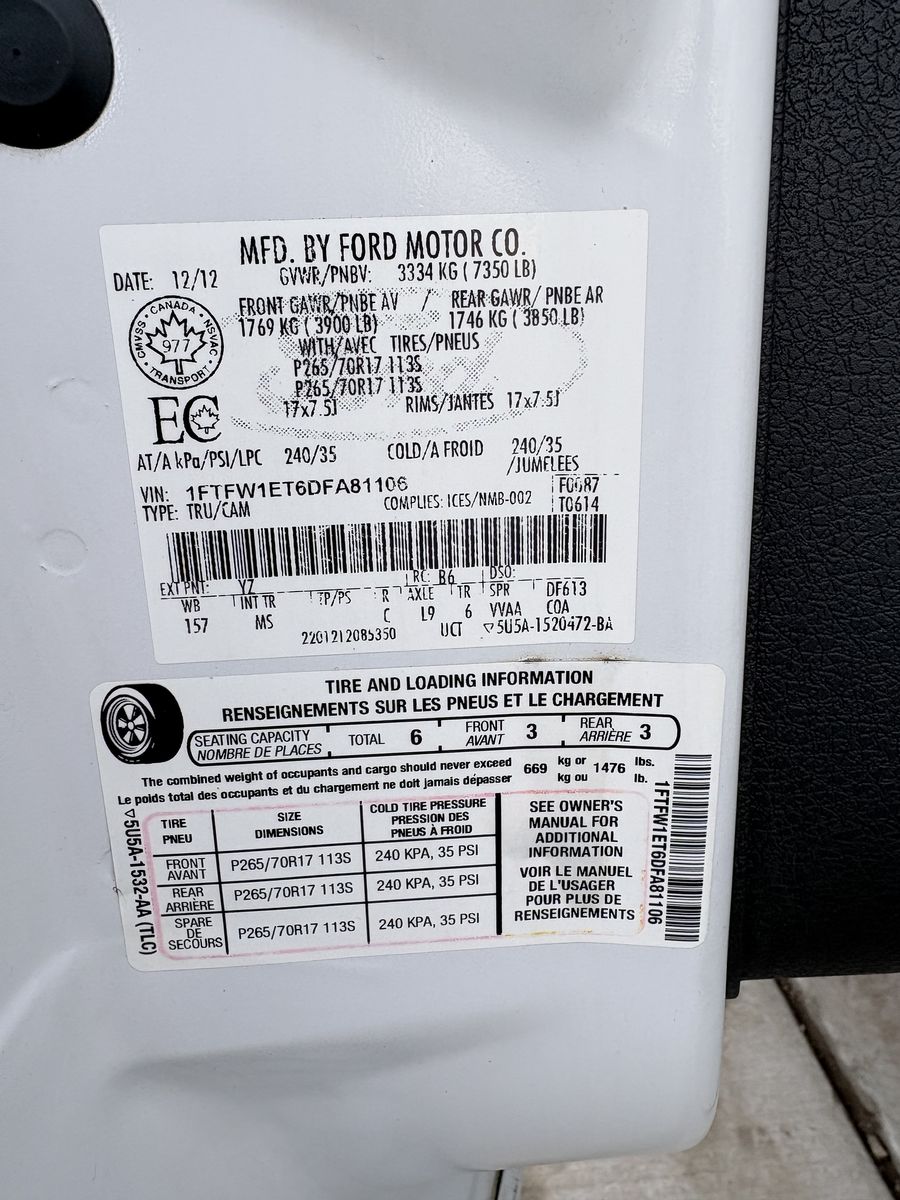 MFD. BY FORD MOTOR CO.
DATE: 12/12 GVWR/PNBV: 3334 KG ( 7350 LB)
FRONT GAWR/PNBE AV / REAR GAWR/ PNBE AR
1769 KG ( 3900 LB) 1746 KG ( 3850 LB)
WITH/AVEC TIRES/PNEUS
P265/70R17 113S
P265/70R17 113S
17x7.5J RIMS/JANTES 17x7.5J
CANADA
CMVSS • NSVAC
977
TRANSPORT
EC
AT/A kPa/PSI/LPC 240/35 COLD/A FROID 240/35
/JUMELEES
VIN: 1FTFW1ET6DFA81106 F0087
TYPE: TRU/CAM COMPLIES: ICES/NMB-002 T0614
EXT PNT: YZ RC: B6 DSO:
WB INT TR TP/PS R AXLE TR SPR DF613
157 MS C L9 6 VVAA COA
2201212085350 UCT ▽5U5A-1520472-BA
TIRE AND LOADING INFORMATION
RENSEIGNEMENTS SUR LES PNEUS ET LE CHARGEMENT
SEATING CAPACITY TOTAL 6 FRONT 3 REAR 3
NOMBRE DE PLACES AVANT ARRIÈRE
The combined weight of occupants and cargo should never exceed 669 kg or 1476 lbs.
Le poids total des occupants et du chargement ne doit jamais dépasser kg ou lb.
TIRE SIZE COLD TIRE PRESSURE
PNEU DIMENSIONS PRESSION DES
PNEUS À FROID
FRONT P265/70R17 113S 240 KPA, 35 PSI
AVANT
REAR P265/70R17 113S 240 KPA, 35 PSI
ARRIÈRE
SPARE P265/70R17 113S 240 KPA, 35 PSI
DE
SECOURS
SEE OWNER'S
MANUAL FOR
ADDITIONAL
INFORMATION
VOIR LE MANUEL
DE L'USAGER
POUR PLUS DE
RENSEIGNEMENTS
▽5U5A-1532-AA (TLC)
1FTFW1ET6DFA81106